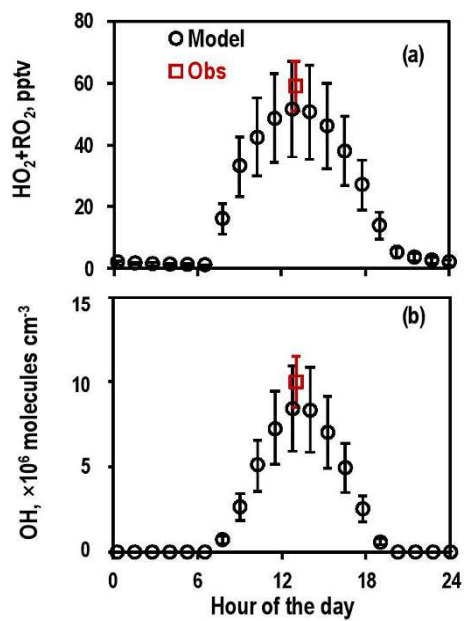 80
60
40
20
0
HO₂+RO₂, pptv
Model
Obs
(a)
15
10
5
0
OH, ×10⁶ molecules cm⁻³
(b)
0 6 12 18 24
Hour of the day